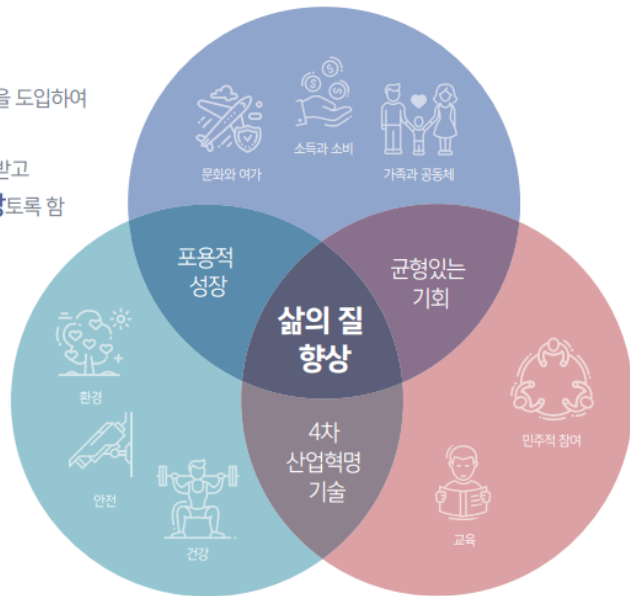 을 도입하여
받고
상토록 함
문화와 여가
소득과 소비
가족과 공동체
포용적
성장
균형있는
기회
삶의 질
향상
환경
4차
산업혁명
기술
민주적 참여
안전
교육
건강